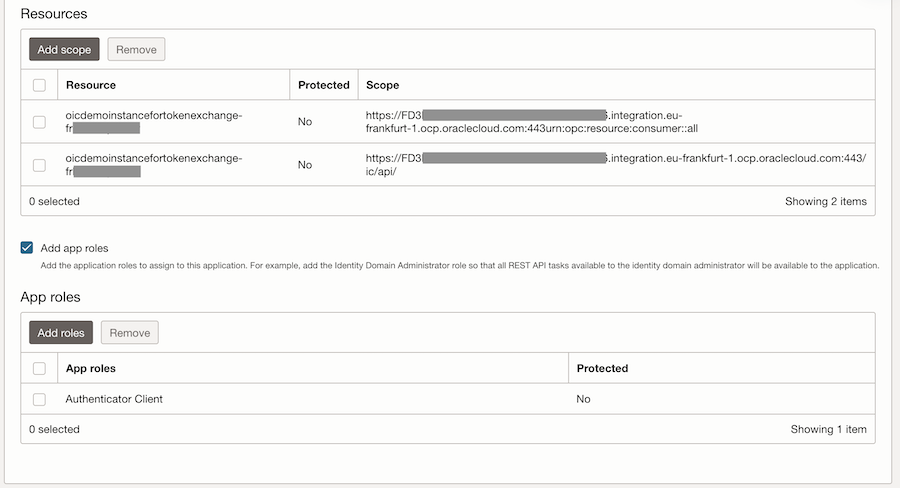 Resources
Add scope Remove
Resource Protected Scope
oicdemoinstancefortokenexchange- https://FD3 .integration.eu-
fr No frankfurt-1.ocp.oraclecloud.com:443urn:opc:resource:consumer::all
oicdemoinstancefortokenexchange- https://FD3 .integration.eu-frankfurt-1.ocp.oraclecloud.com:443/
fr No ic/api/
0 selected Showing 2 items
Add app roles
Add the application roles to assign to this application. For example, add the Identity Domain Administrator role so that all REST API tasks available to the identity domain administrator will be available to the application.
App roles
Add roles Remove
App roles Protected
Authenticator Client No
0 selected Showing 1 item